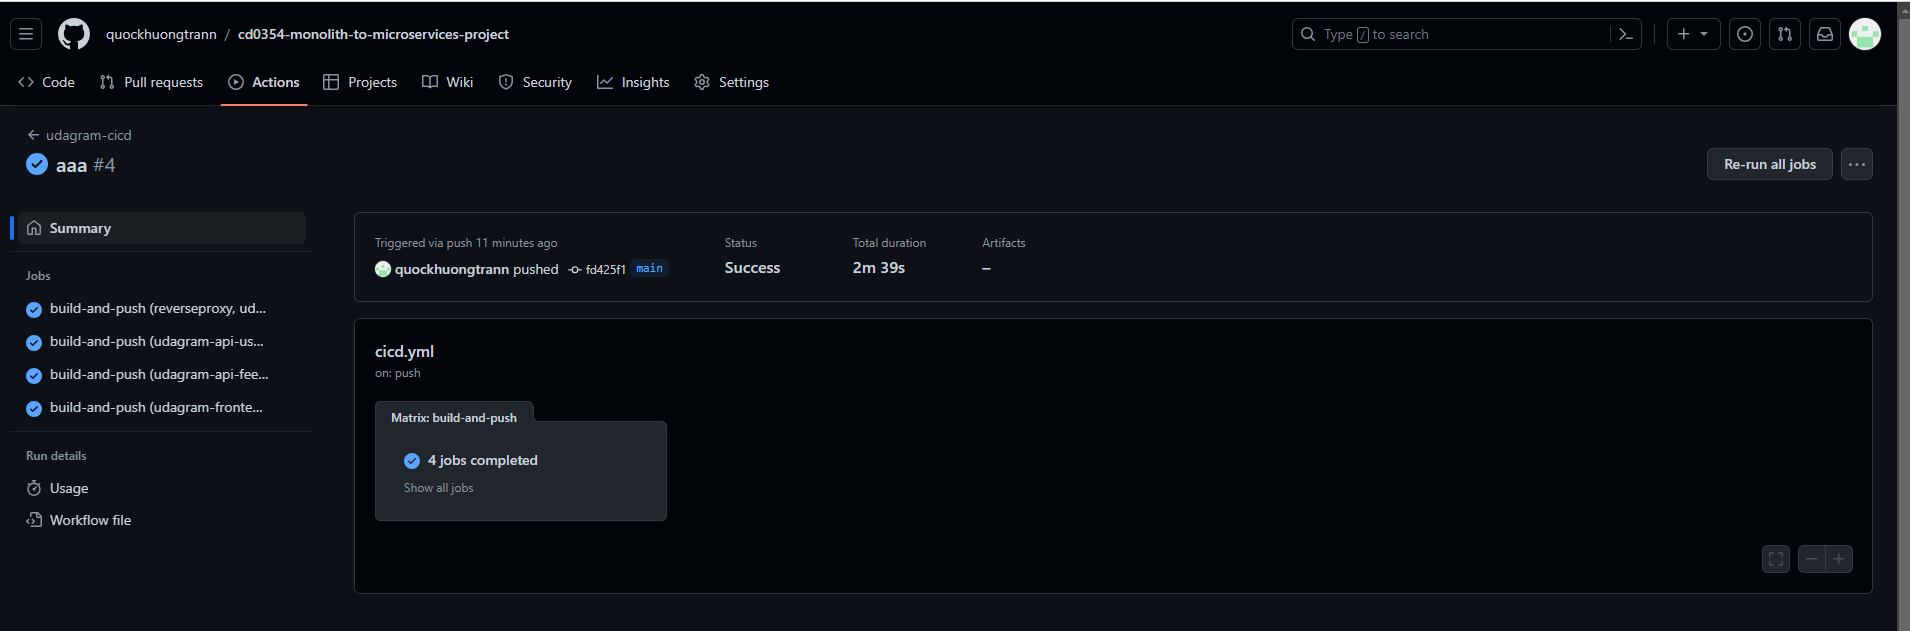 quockhuongtrann / cd0354-monolith-to-microservices-project
Type / to search
Code Pull requests Actions Projects Wiki Security Insights Settings
udagram-cicd
aaa #4
Re-run all jobs
Summary
Jobs
build-and-push (reverseproxy, ud...
build-and-push (udagram-api-us...
build-and-push (udagram-api-fee...
build-and-push (udagram-fronte...
Run details
Usage
Workflow file
Triggered via push 11 minutes ago
quockhuongtrann pushed fd425f1 main
Status
Success
Total duration
2m 39s
Artifacts
–
cicd.yml
on: push
Matrix: build-and-push
4 jobs completed
Show all jobs